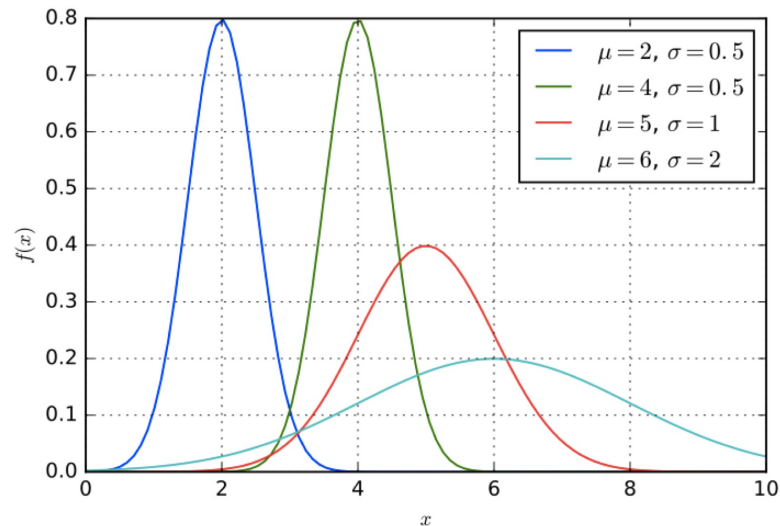 0.8
0.7
0.6
0.5
0.4
0.3
0.2
0.1
0.0
f(x)
0 2 4 6 8 10
x
μ = 2, σ = 0.5
μ = 4, σ = 0.5
μ = 5, σ = 1
μ = 6, σ = 2